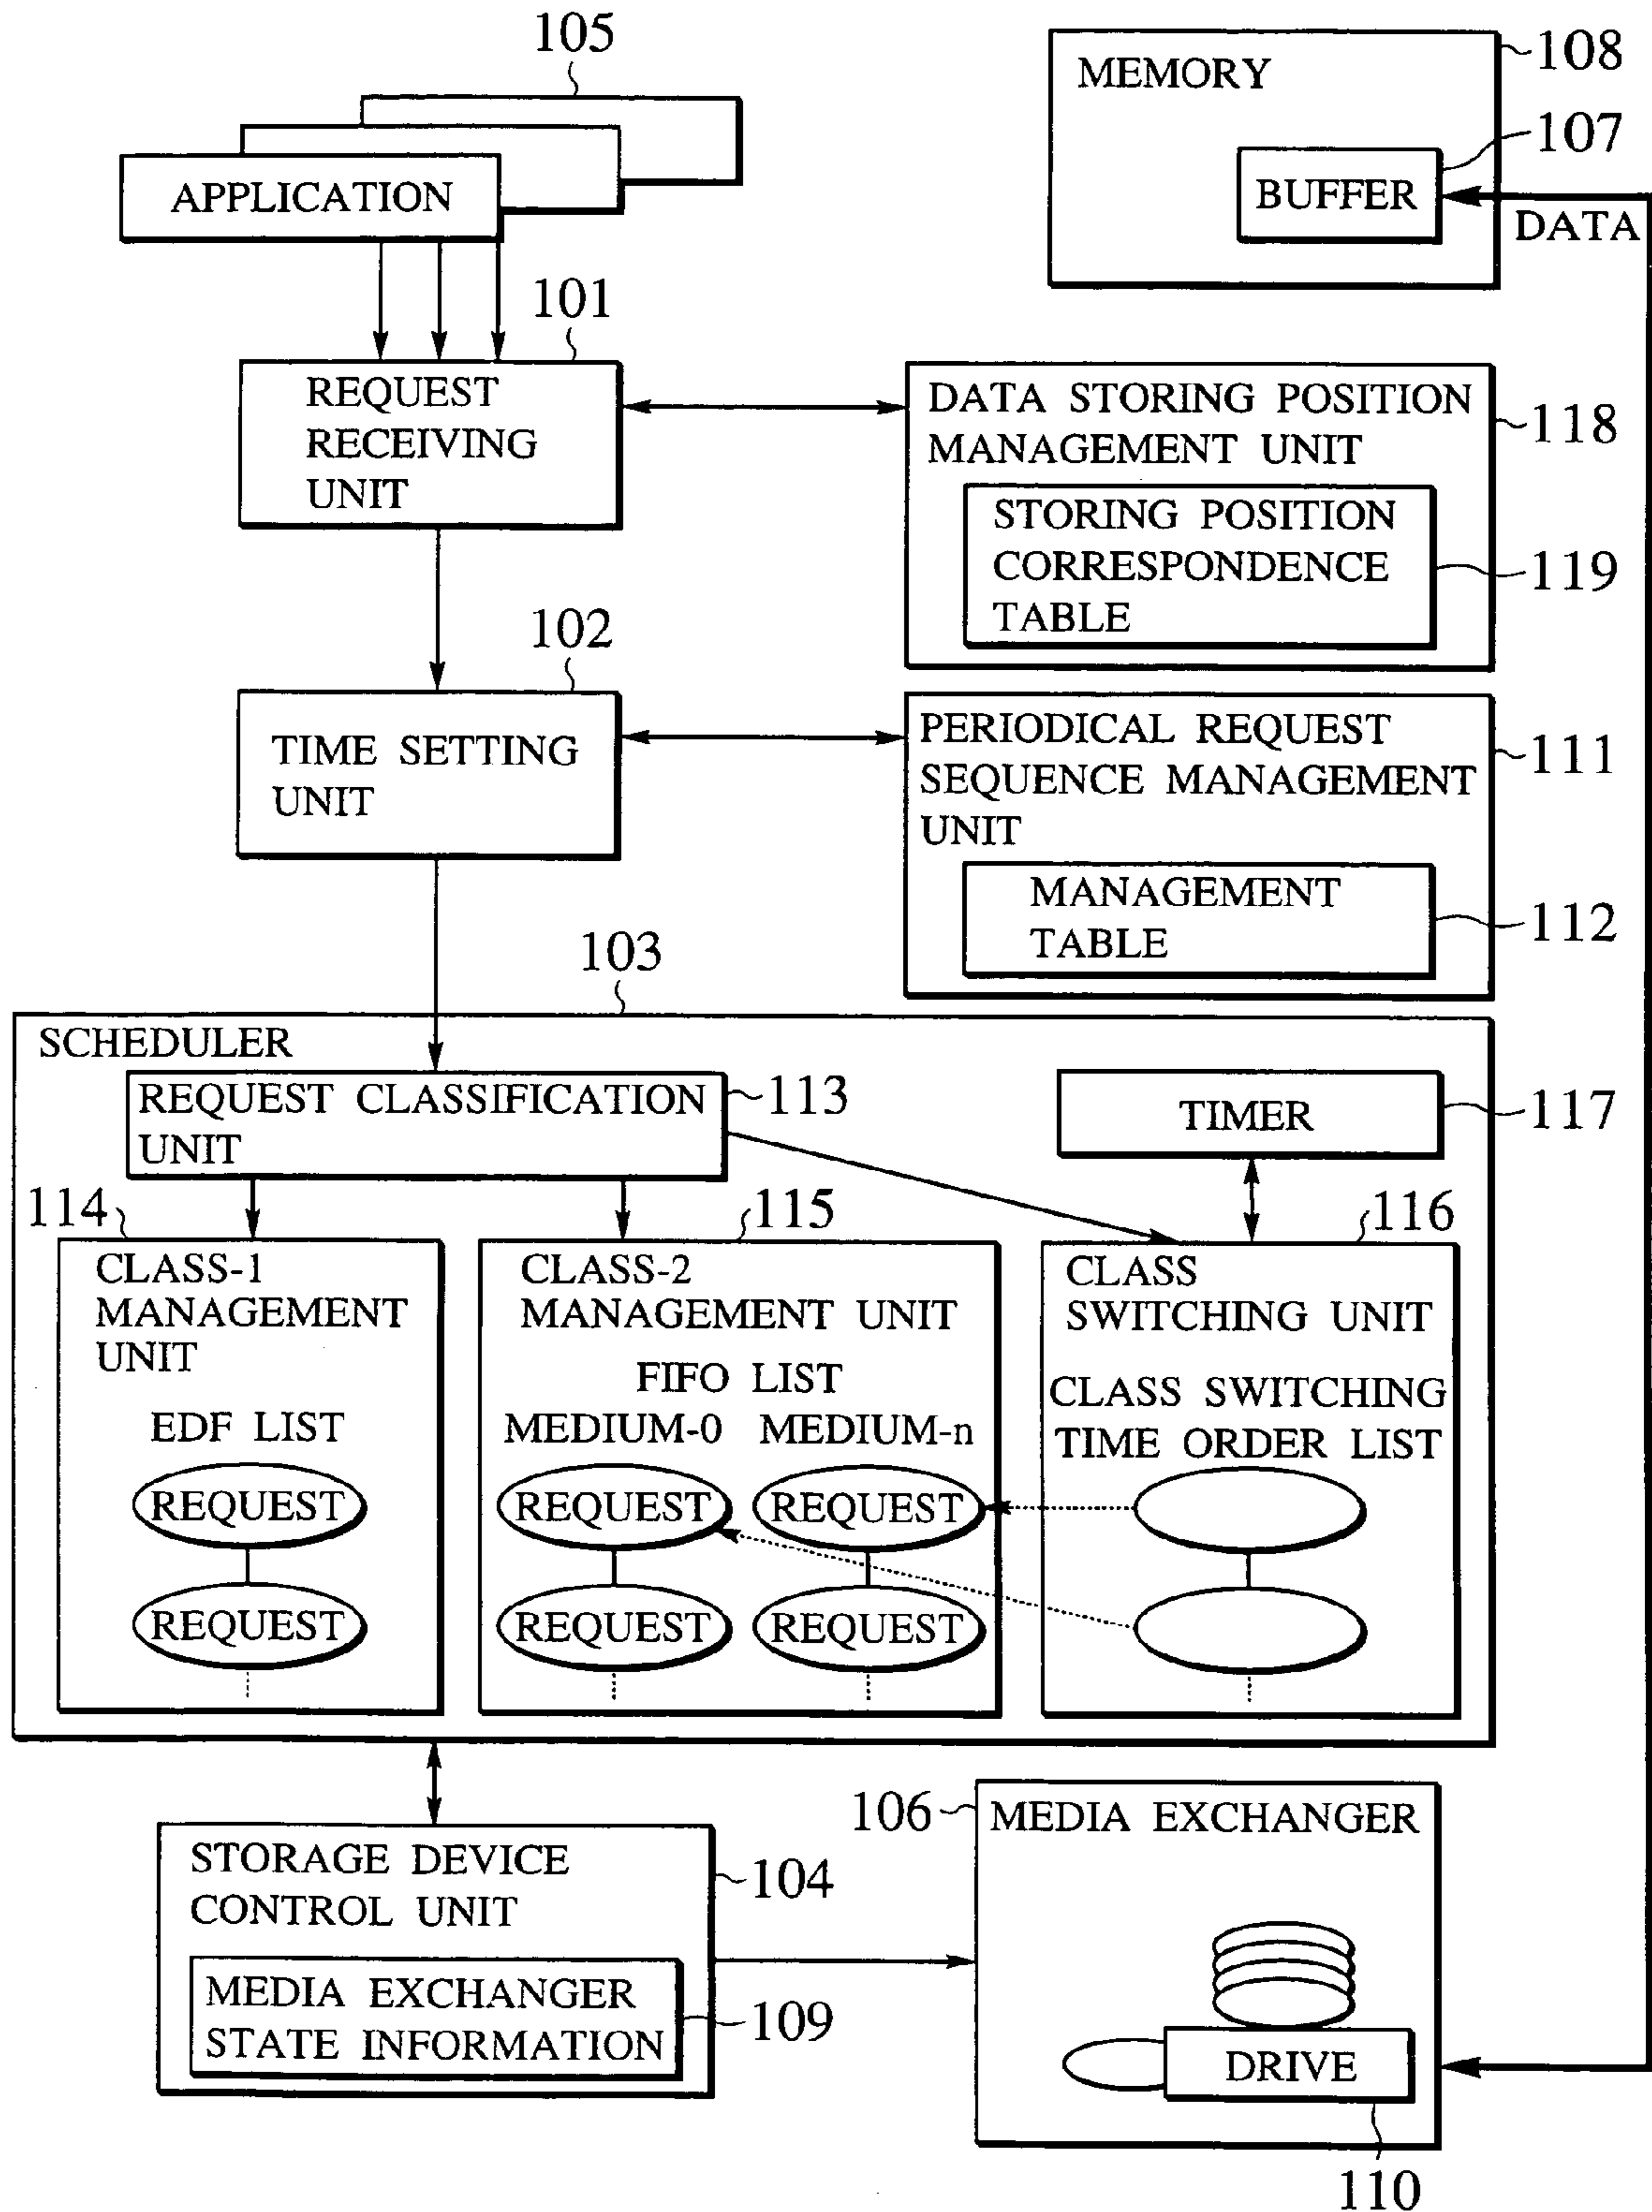 105
APPLICATION
MEMORY
108
107
BUFFER
DATA
101
REQUEST
RECEIVING
UNIT
DATA STORING POSITION
MANAGEMENT UNIT
118
STORING POSITION
CORRESPONDENCE
TABLE
119
102
TIME SETTING
UNIT
PERIODICAL REQUEST
SEQUENCE MANAGEMENT
UNIT
111
MANAGEMENT
TABLE
112
103
SCHEDULER
REQUEST CLASSIFICATION
UNIT
113
TIMER
117
114
CLASS-1
MANAGEMENT
UNIT
EDF LIST
REQUEST
REQUEST
115
CLASS-2
MANAGEMENT UNIT
FIFO LIST
MEDIUM-0 MEDIUM-n
REQUEST REQUEST
REQUEST REQUEST
116
CLASS
SWITCHING UNIT
CLASS SWITCHING
TIME ORDER LIST
STORAGE DEVICE
CONTROL UNIT
104
MEDIA EXCHANGER
STATE INFORMATION
109
106
MEDIA EXCHANGER
DRIVE
110